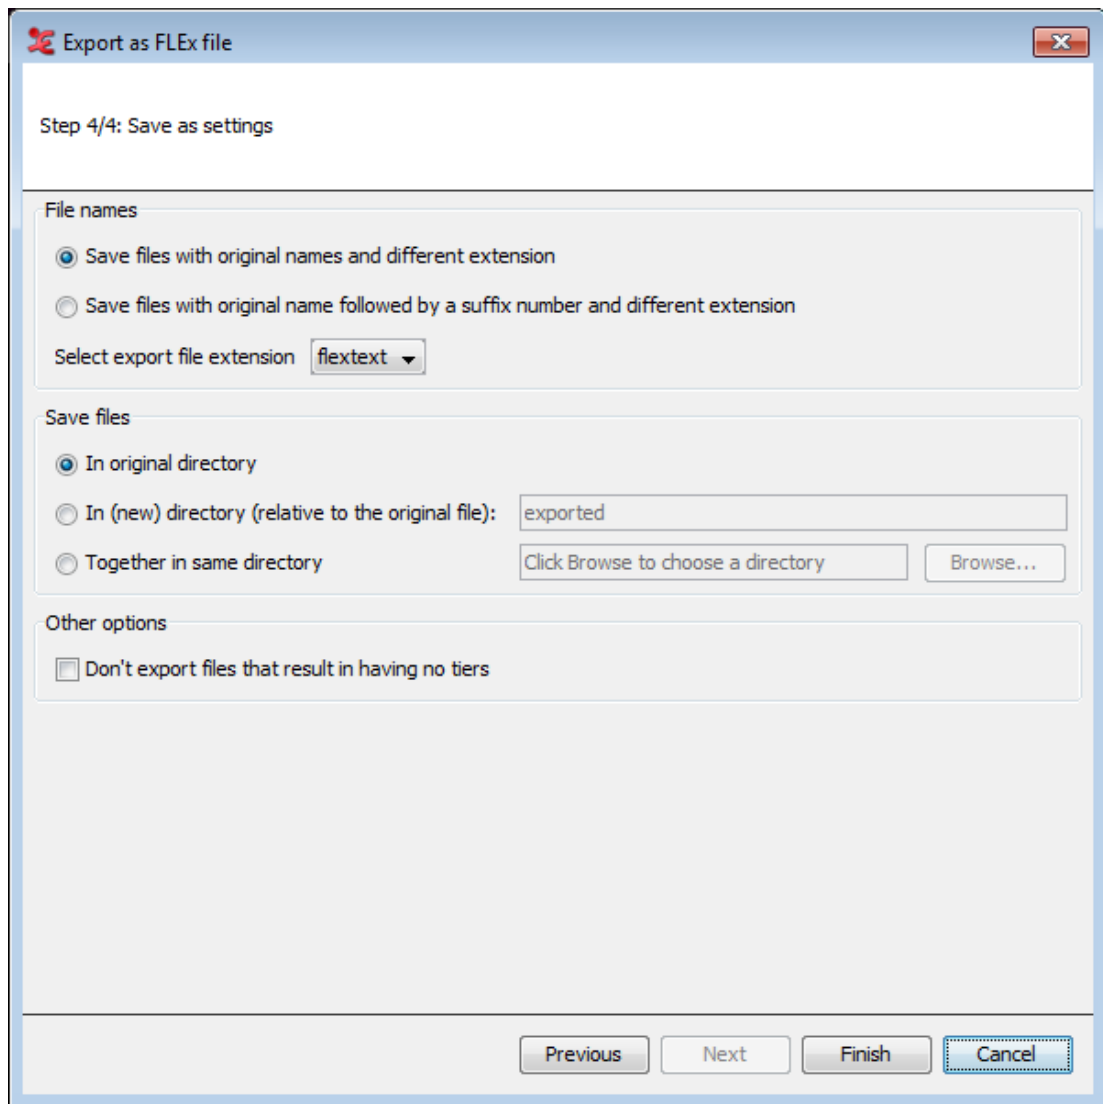 Export as FLEx file
Step 4/4: Save as settings
File names
Save files with original names and different extension
Save files with original name followed by a suffix number and different extension
Select export file extension flextext
Save files
In original directory
In (new) directory (relative to the original file): exported
Together in same directory Click Browse to choose a directory Browse...
Other options
Don't export files that result in having no tiers
Previous Next Finish Cancel